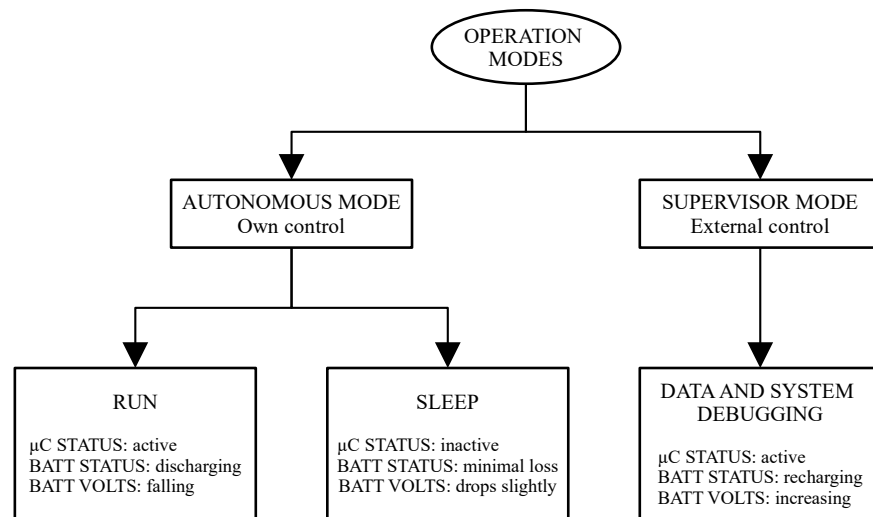 OPERATION
MODES
AUTONOMOUS MODE
Own control
SUPERVISOR MODE
External control
RUN
µC STATUS: active
BATT STATUS: discharging
BATT VOLTS: falling
SLEEP
µC STATUS: inactive
BATT STATUS: minimal loss
BATT VOLTS: drops slightly
DATA AND SYSTEM
DEBUGGING
µC STATUS: active
BATT STATUS: recharging
BATT VOLTS: increasing